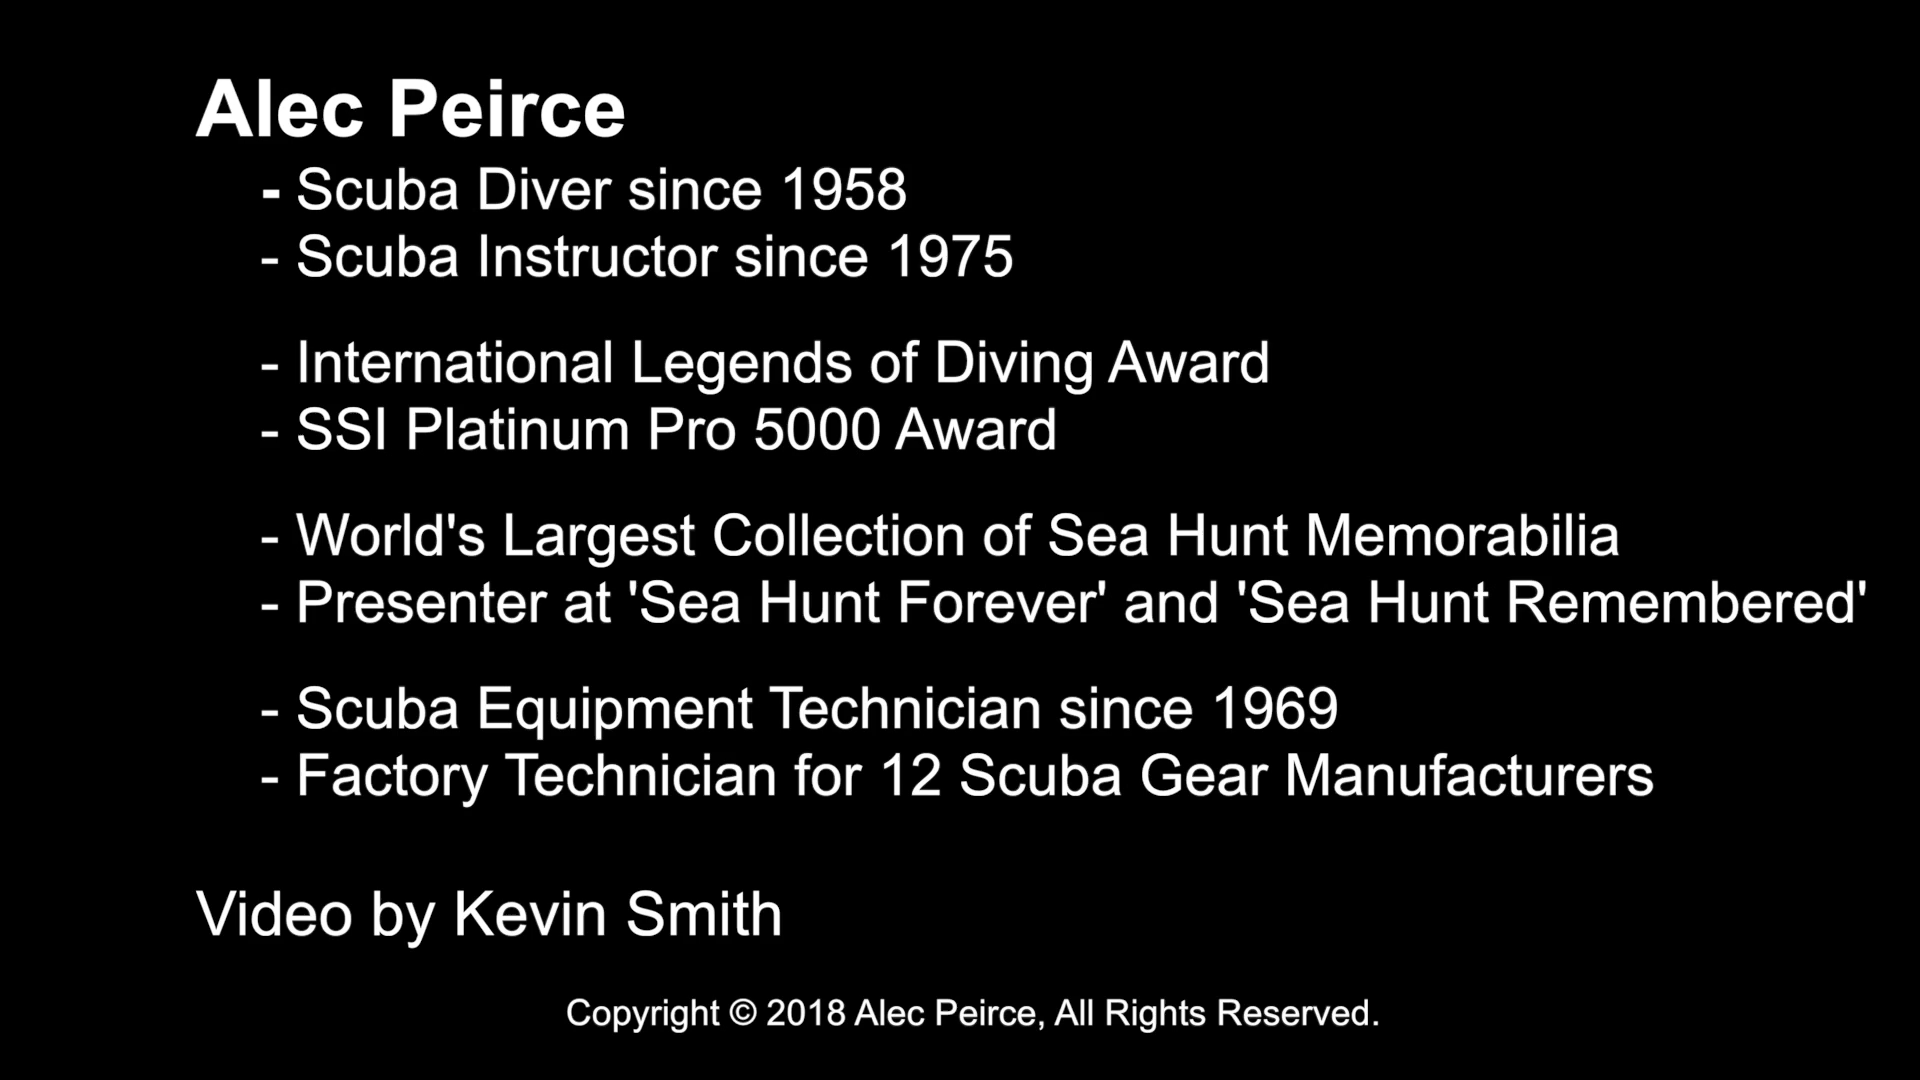 Alec Peirce
- Scuba Diver since 1958
- Scuba Instructor since 1975
- International Legends of Diving Award
- SSI Platinum Pro 5000 Award
- World's Largest Collection of Sea Hunt Memorabilia
- Presenter at 'Sea Hunt Forever' and 'Sea Hunt Remembered'
- Scuba Equipment Technician since 1969
- Factory Technician for 12 Scuba Gear Manufacturers
Video by Kevin Smith
Copyright © 2018 Alec Peirce, All Rights Reserved.